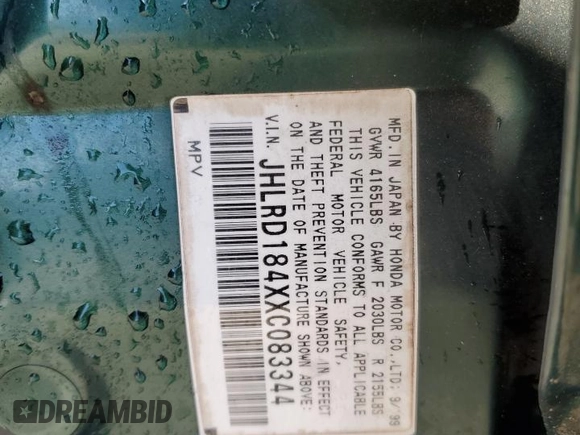 MFD. IN JAPAN BY HONDA MOTOR CO.,LTD. 9/99
GVWR 4165LBS GAWR F 2030LBS R 2155LBS
THIS VEHICLE CONFORMS TO ALL APPLICABLE
FEDERAL MOTOR VEHICLE SAFETY,
AND THEFT PREVENTION STANDARDS IN EFFECT
ON THE DATE OF MANUFACTURE SHOWN ABOVE.
V.I.N. JHLRD184XXC083344
MPV
DREAMBID